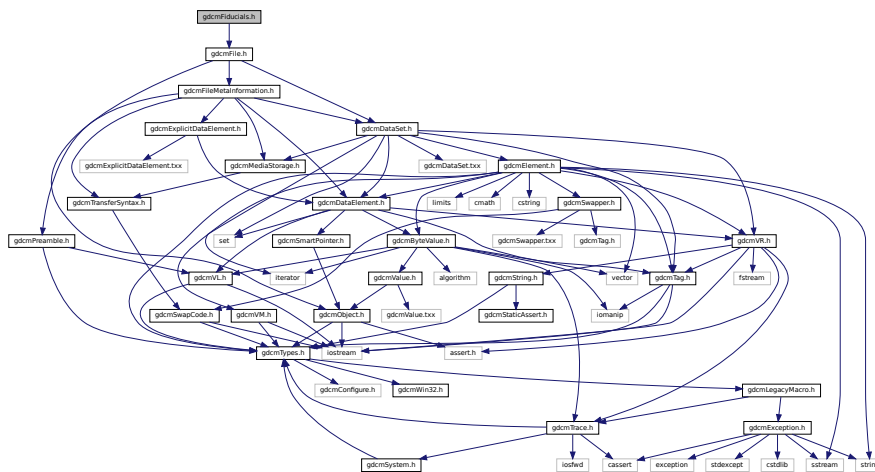 gdcmFiducials.h
gdcmFile.h
gdcmFileMetaInformation.h
gdcmExplicitDataElement.h
gdcmDataSet.h
gdcmExplicitDataElement.txx
gdcmMediaStorage.h
gdcmDataSet.txx
gdcmElement.h
gdcmTransferSyntax.h
gdcmDataElement.h
limits
cmath
cstring
gdcmSwapper.h
gdcmPreamble.h
set
gdcmSmartPointer.h
gdcmByteValue.h
gdcmSwapper.txx
gdcmTag.h
gdcmVR.h
gdcmVL.h
iterator
gdcmValue.h
algorithm
gdcmString.h
vector
gdcmTag.h
fstream
gdcmSwapCode.h
gdcmVM.h
gdcmObject.h
gdcmValue.txx
gdcmStaticAssert.h
iomanip
gdcmTypes.h
iostream
assert.h
gdcmConfigure.h
gdcmWin32.h
gdcmLegacyMacro.h
gdcmTrace.h
gdcmException.h
gdcmSystem.h
iosfwd
cassert
exception
stdexcept
cstdlib
sstream